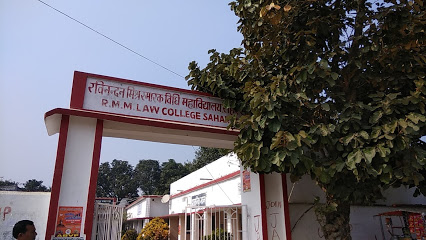 रविनन्दन मिश्र स्मारक विधि महाविद्यालय
R.M.M. LAW COLLEGE SAHA
P